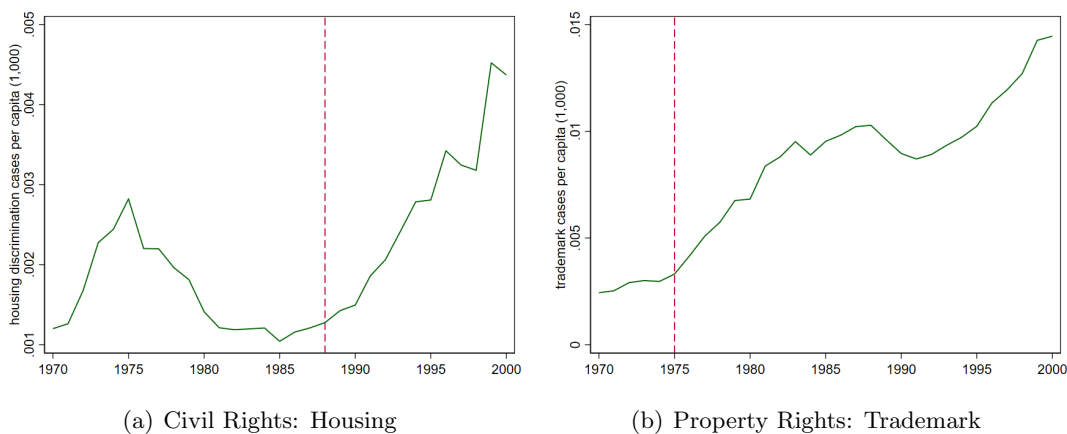 housing discrimination cases per capita (1,000)
.005
.004
.003
.002
.001
1970 1975 1980 1985 1990 1995 2000
(a) Civil Rights: Housing
trademark cases per capita (1,000)
.015
.01
.005
0
1970 1975 1980 1985 1990 1995 2000
(b) Property Rights: Trademark